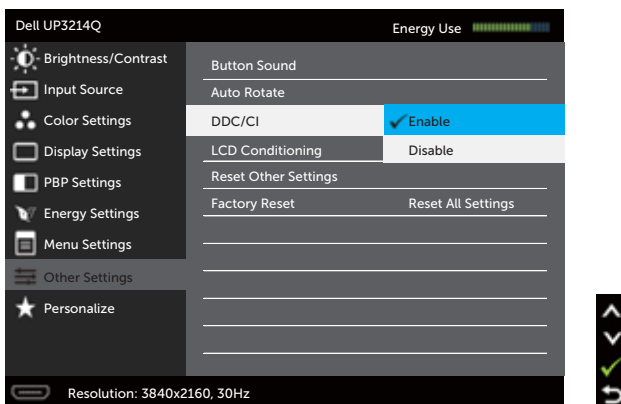 Dell UP3214Q
Energy Use
Brightness/Contrast
Input Source
Color Settings
Display Settings
PBP Settings
Energy Settings
Menu Settings
Other Settings
Personalize
Button Sound
Auto Rotate
DDC/CI
Enable
LCD Conditioning
Disable
Reset Other Settings
Factory Reset
Reset All Settings
Resolution: 3840x2160, 30Hz